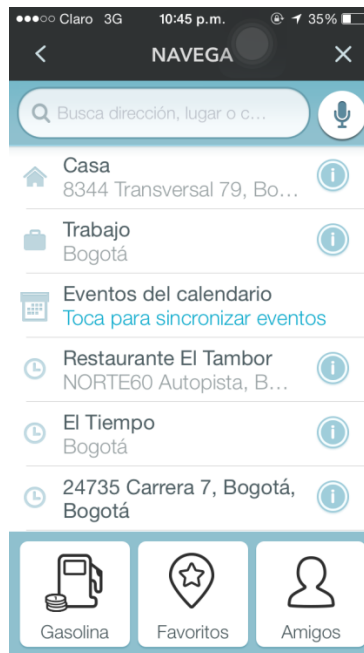 Claro 3G 10:45 p.m. 35%
NAVEGA
Busca dirección, lugar o c...
Casa
8344 Transversal 79, Bo...
Trabajo
Bogotá
Eventos del calendario
Toca para sincronizar eventos
Restaurante El Tambor
NORTE60 Autopista, B...
El Tiempo
Bogotá
24735 Carrera 7, Bogotá,
Bogotá
Gasolina Favoritos Amigos